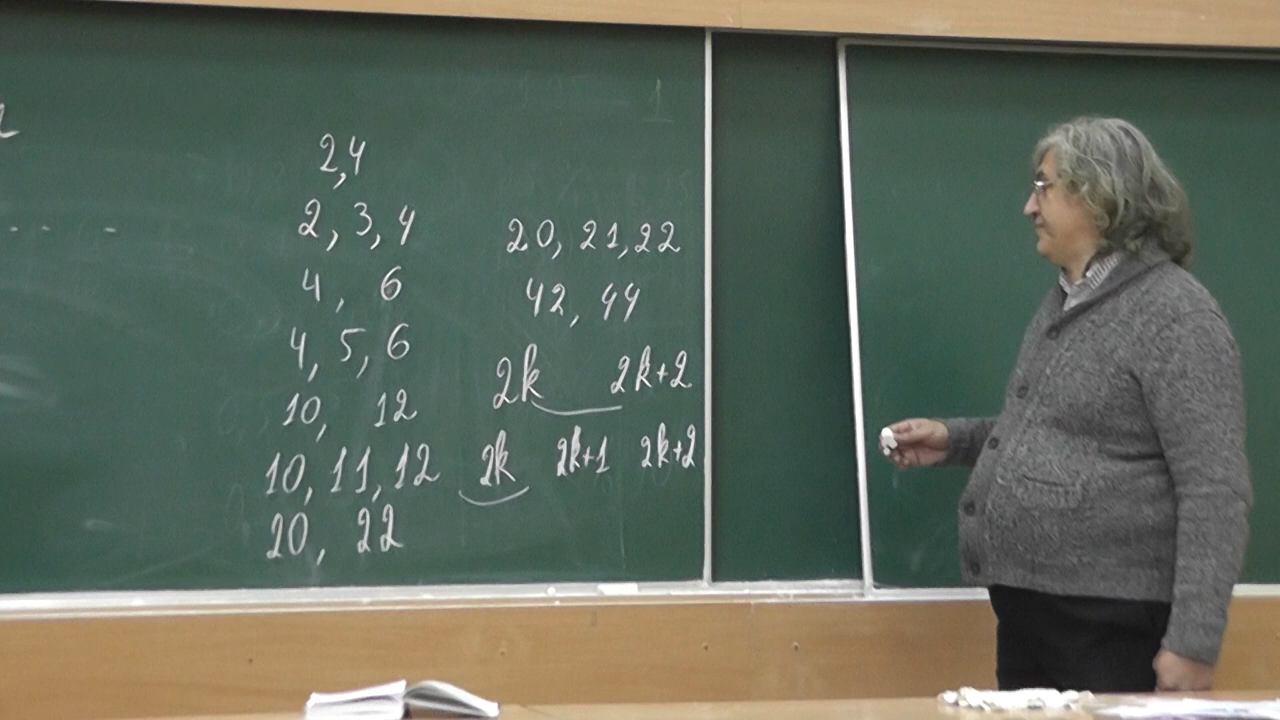 2,4
2, 3, 4
4, 6
4, 5, 6
10, 12
10, 11, 12
20, 22
20, 21, 22
42, 44
2k 2k+2
2k 2k+1 2k+2